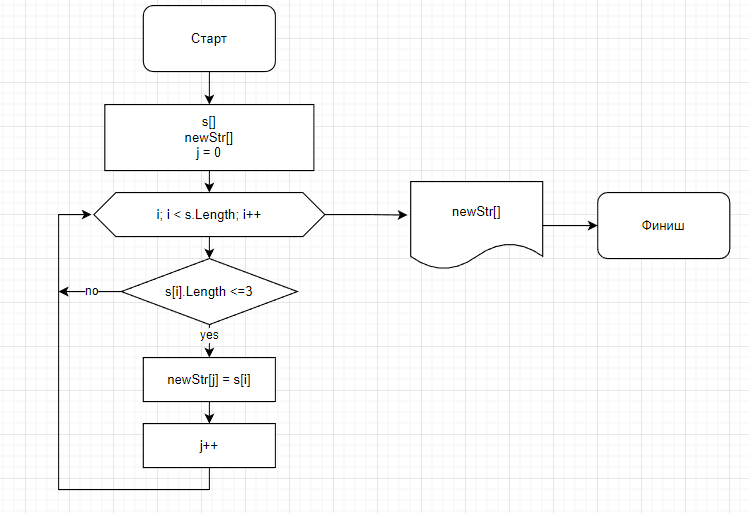 Старт
s[]
newStr[]
j = 0
i; i < s.Length; i++
newStr[]
Финиш
s[i].Length <=3
no
yes
newStr[j] = s[i]
j++